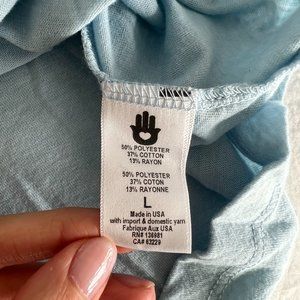 50% POLYESTER
37% COTTON
13% RAYON
50% POLYESTER
37% COTON
13% RAYONNE
L
Made in USA
with import & domestic yarn
Fabrique Aux USA
RN# 136981
CA# 63229